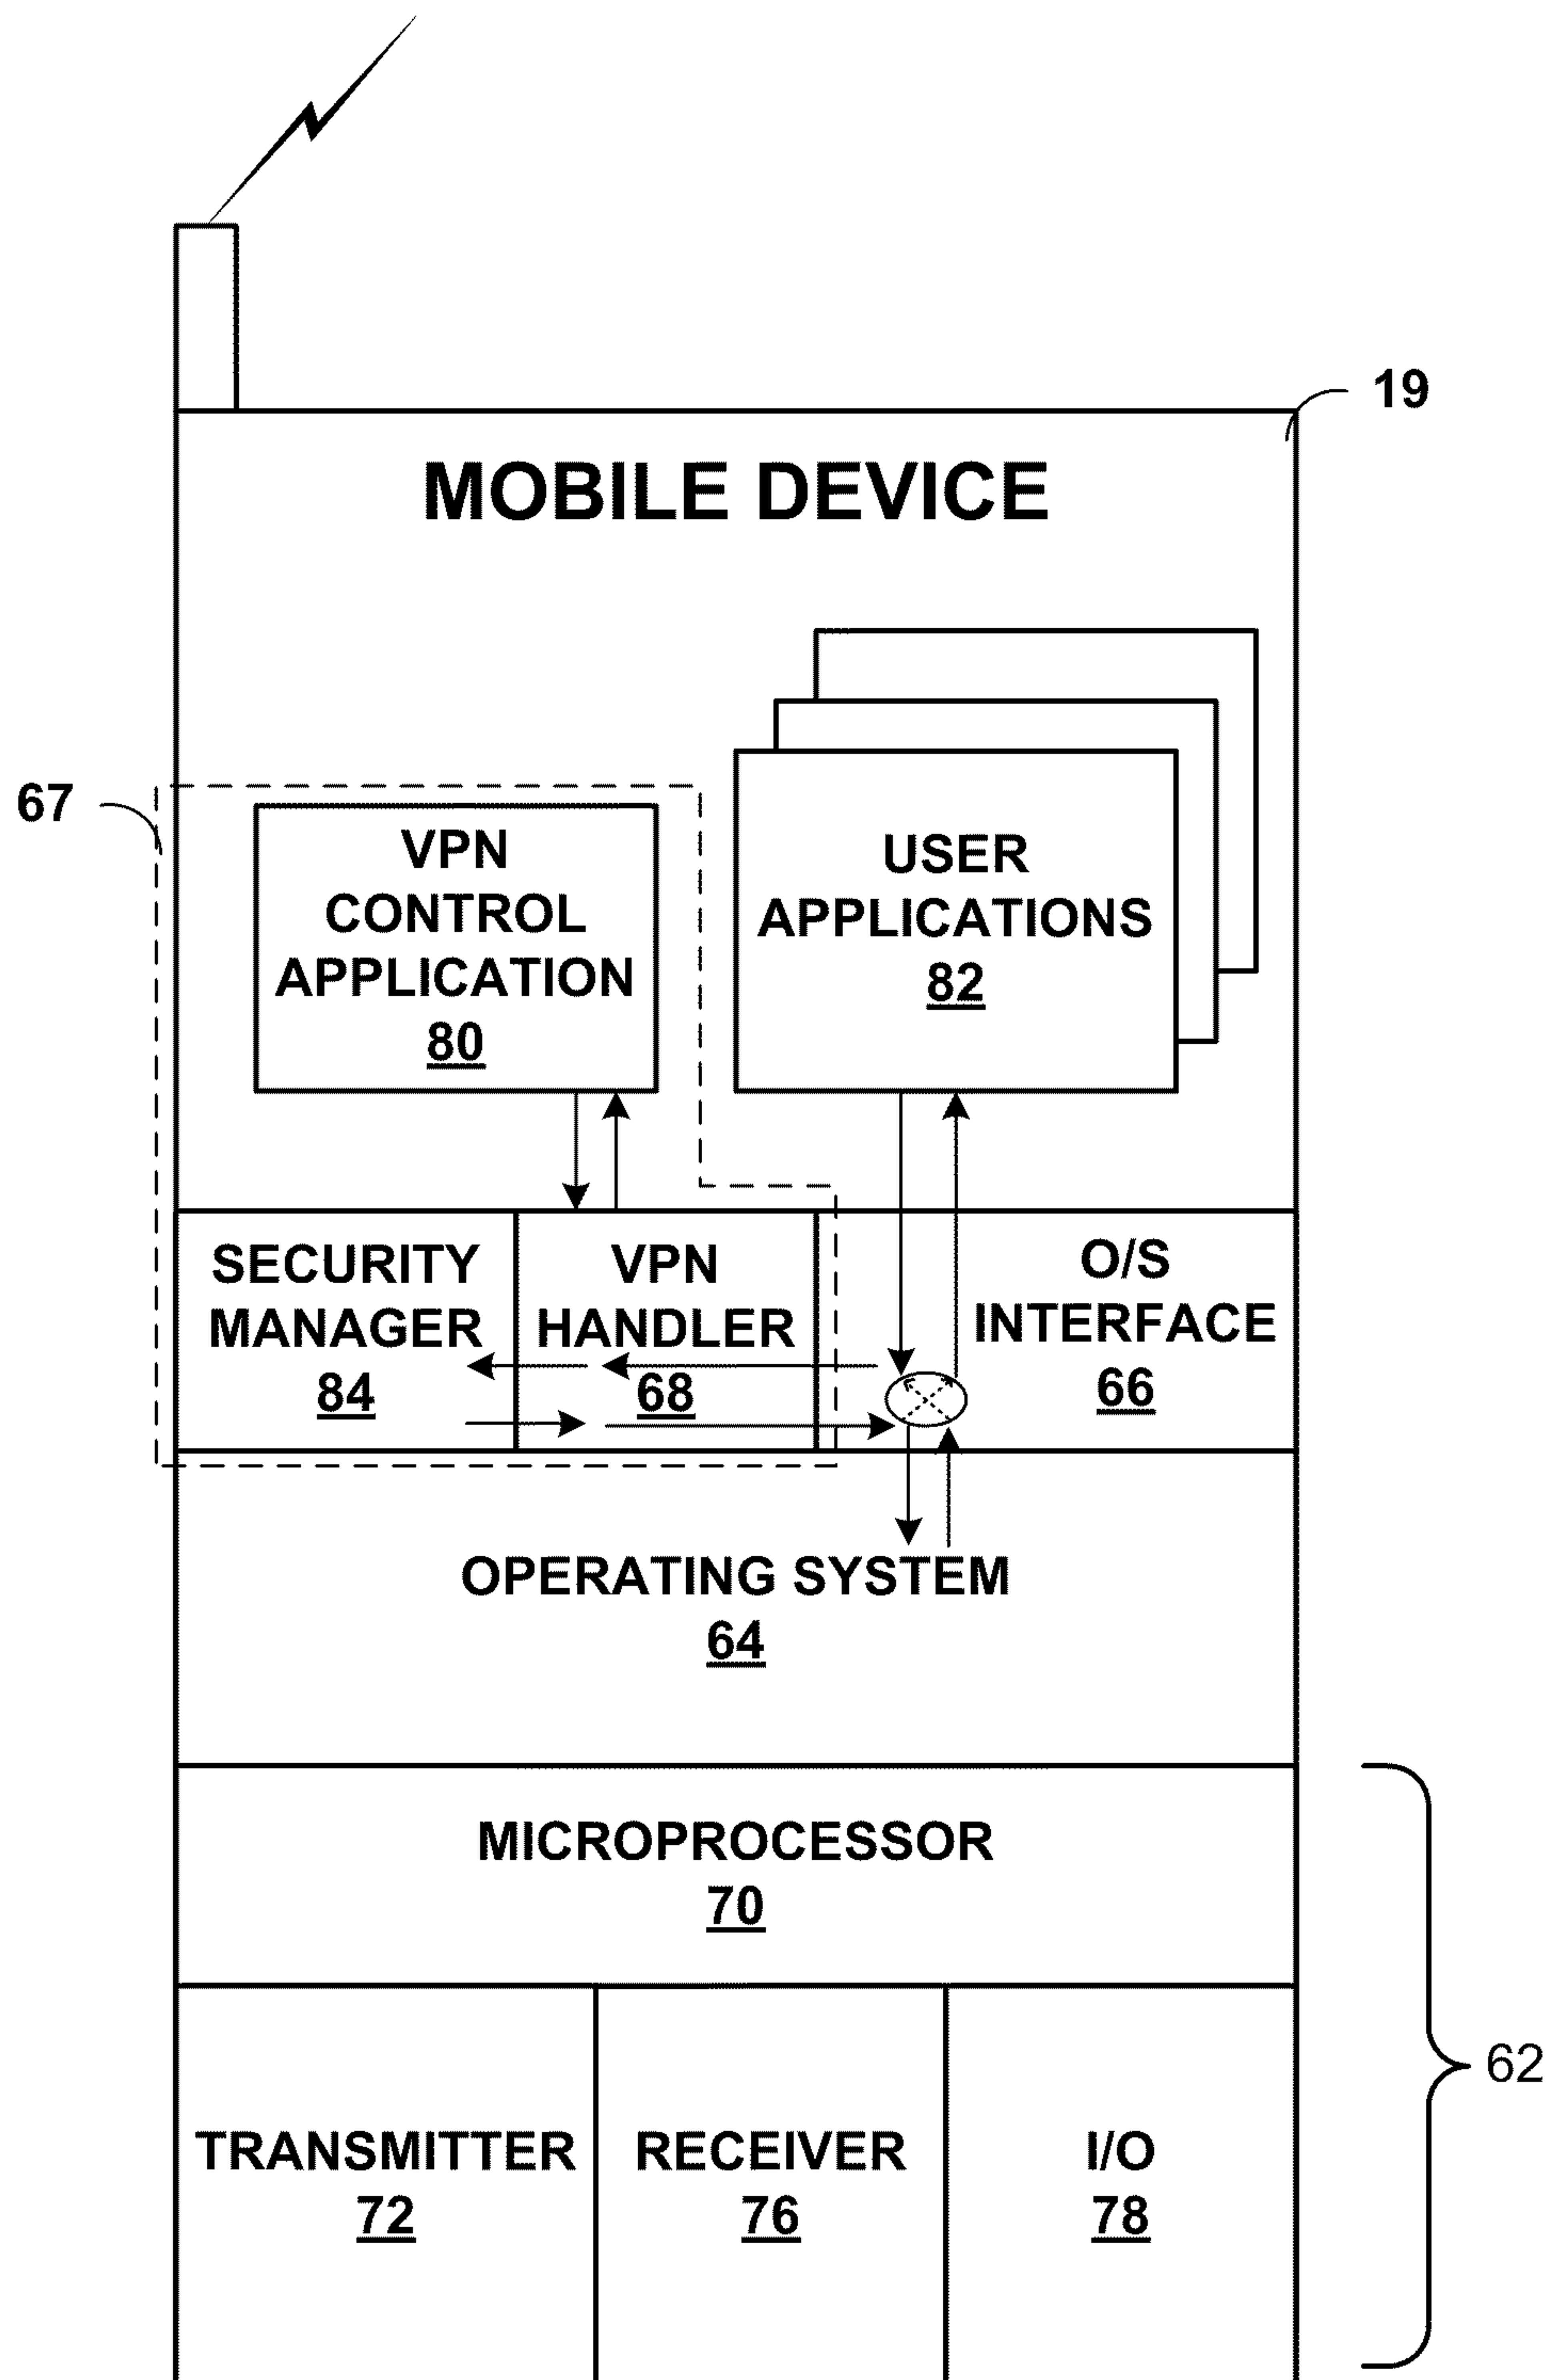 19
MOBILE DEVICE
67
VPN
CONTROL
APPLICATION
80
USER
APPLICATIONS
82
SECURITY
MANAGER
84
VPN
HANDLER
68
O/S
INTERFACE
66
OPERATING SYSTEM
64
MICROPROCESSOR
70
62
TRANSMITTER
72
RECEIVER
76
I/O
78